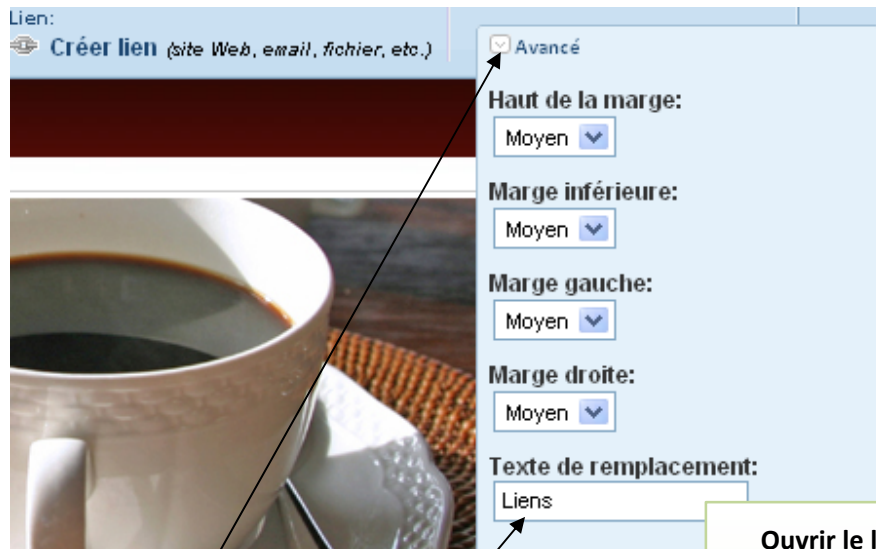 Lien:
Créer lien (site Web, email, fichier, etc.)
Avancé
Haut de la marge:
Moyen
Marge inférieure:
Moyen
Marge gauche:
Moyen
Marge droite:
Moyen
Texte de remplacement:
Liens
Ouvrir le l